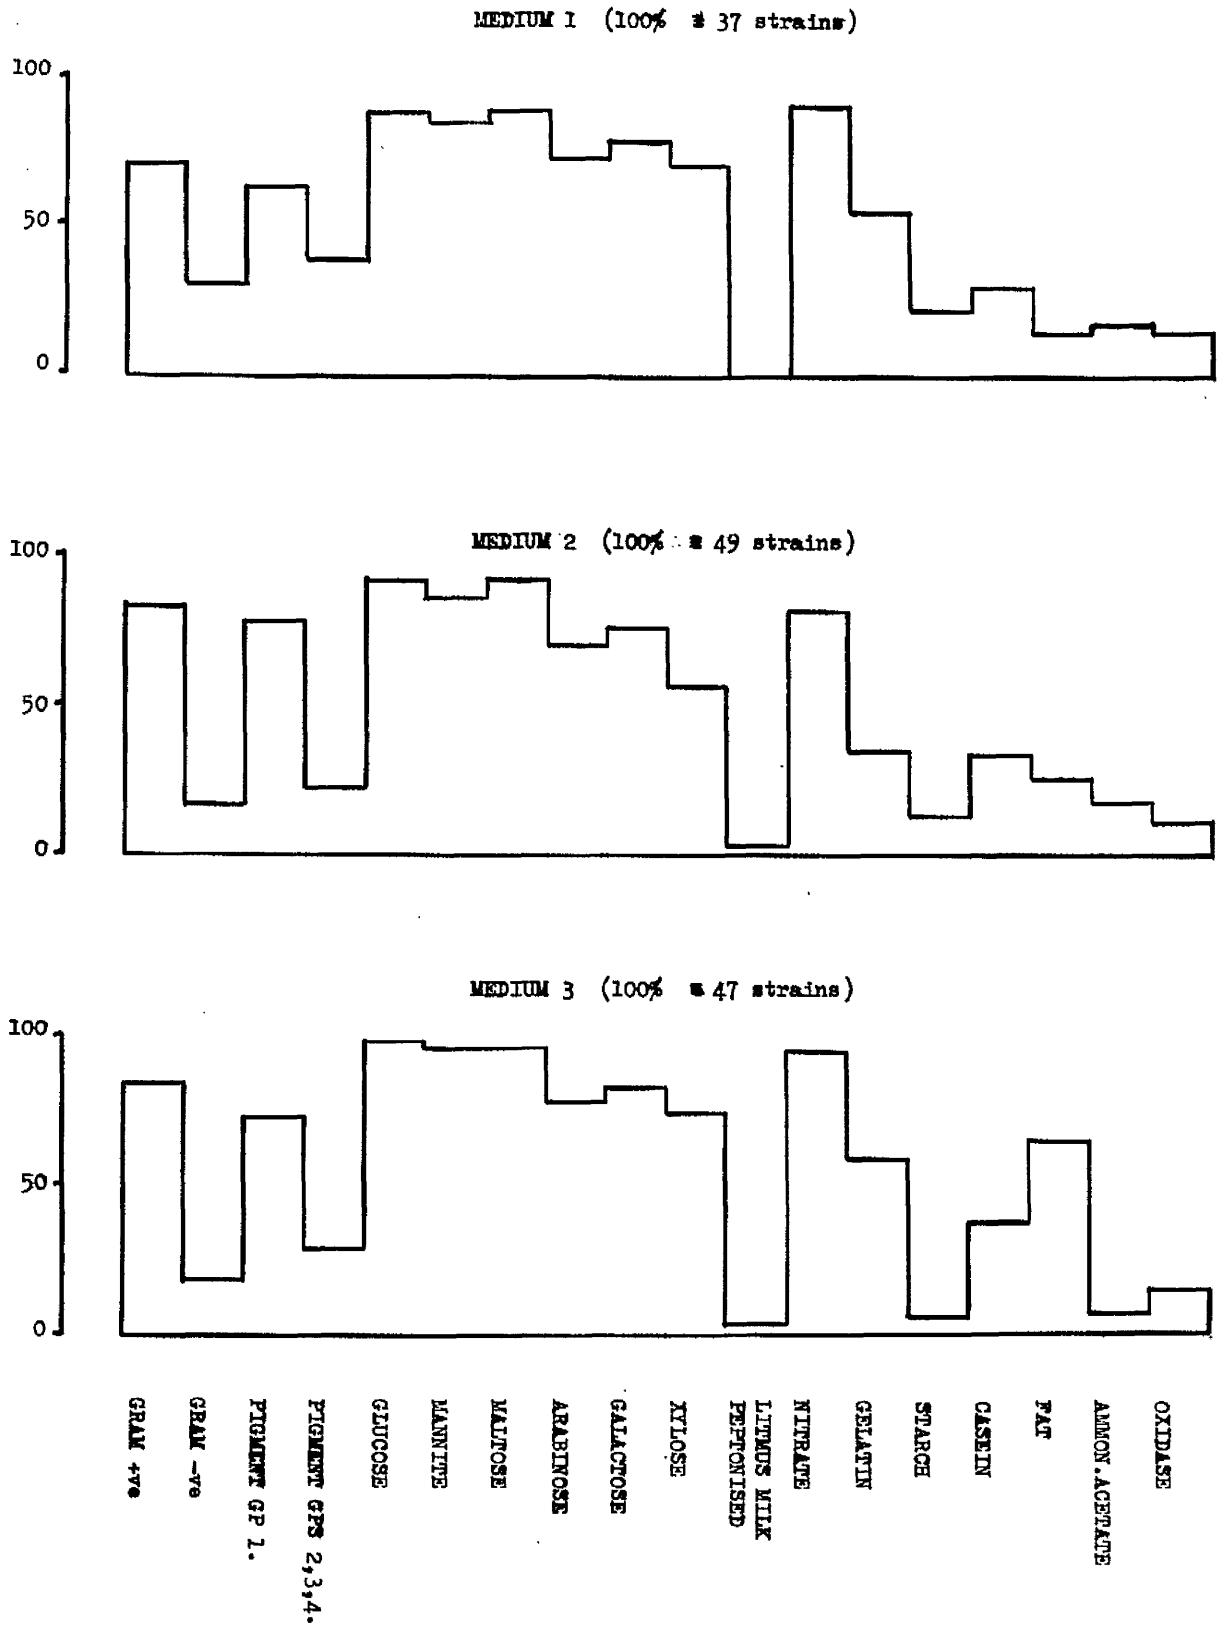 MEDIUM 1 (100% = 37 strains)
100
50
0
MEDIUM 2 (100% = 49 strains)
100
50
0
MEDIUM 3 (100% = 47 strains)
100
50
0
GRAM +ve
GRAM -ve
PIGMENT GP 1.
PIGMENT GPS 2,3,4.
GLUCOSE
MANNITE
MALTOSE
ARABINOSE
GALACTOSE
XYLOSE
LITMUS MILK
PEPTONISED
NITRATE
GELATIN
STARCH
CASEIN
FAT
AMMON.ACETATE
OXIDASE